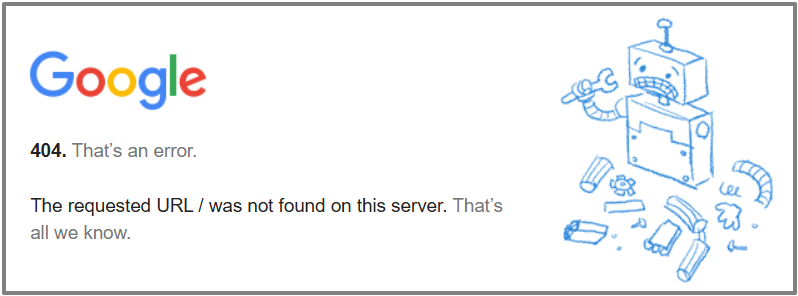 Google
404. That’s an error.
The requested URL / was not found on this server. That’s
all we know.